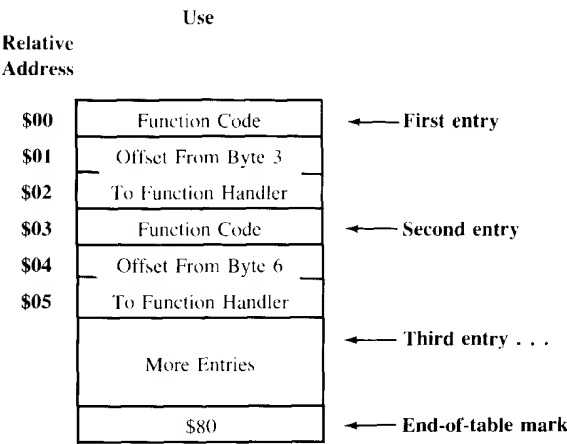 Use
Relative
Address
$00 Function Code First entry
$01 Offset From Byte 3
$02 To Function Handler
$03 Function Code Second entry
$04 Offset From Byte 6
$05 To Function Handler
Third entry . . .
More Entries
$80 End-of-table mark